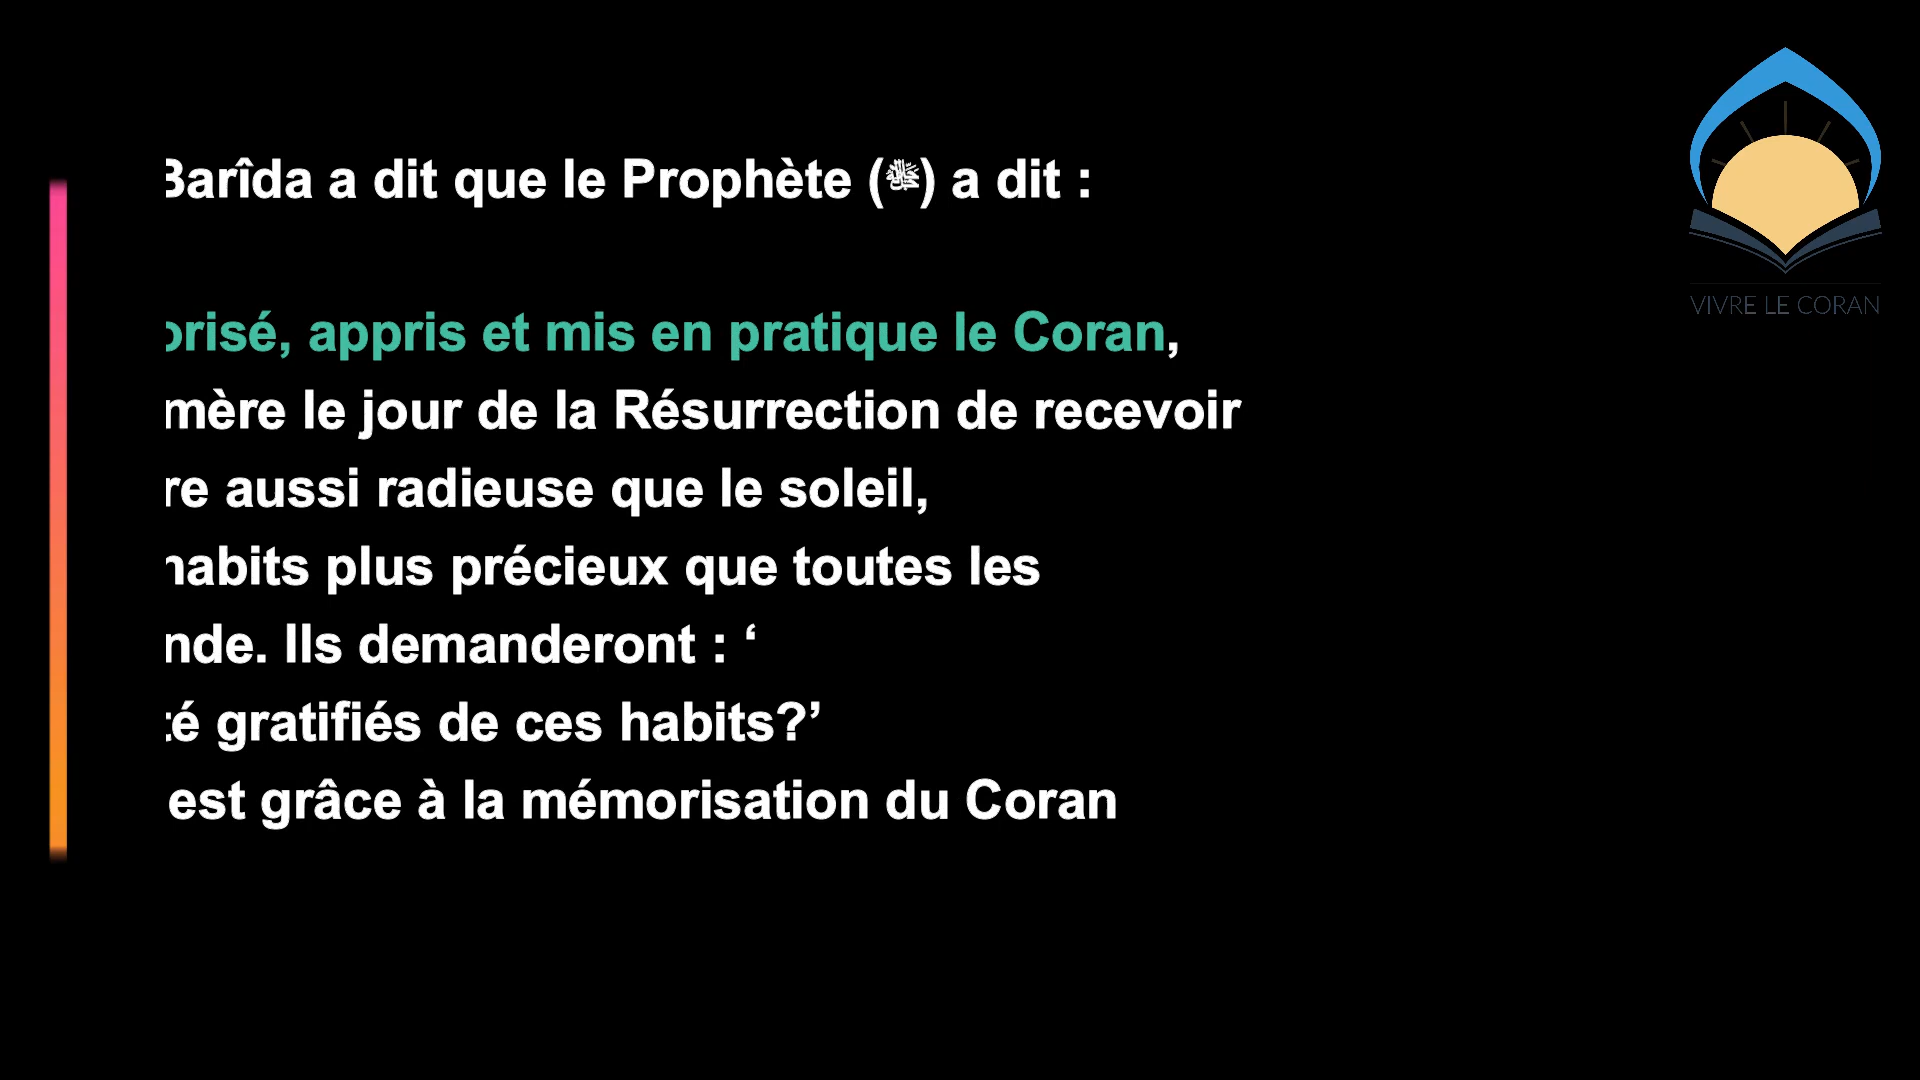 Barîda a dit que le Prophète (ﷺ) a dit :
orisé, appris et mis en pratique le Coran,
mère le jour de la Résurrection de recevoir
re aussi radieuse que le soleil,
habits plus précieux que toutes les
nde. Ils demanderont : ‘
té gratifiés de ces habits?’
est grâce à la mémorisation du Coran
VIVRE LE CORAN